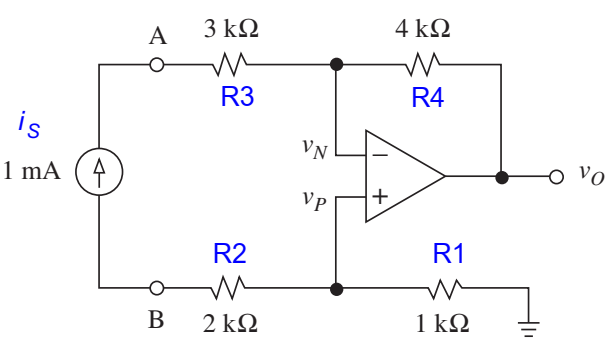 3 kΩ
4 kΩ
A
R3
R4
i_S
v_N
−
1 mA
v_O
v_P
+
R2
R1
B
2 kΩ
1 kΩ